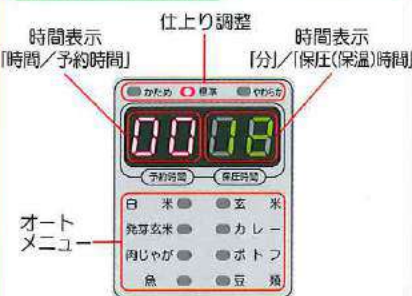 仕上り調整
時間表示
「時間/予約時間」
時間表示
「分」/「保圧(保温)時間」
かため 標準 やわらか
00 18
予約時間 保圧時間
オート
メニュー
白米 玄米
発芽玄米 カレー
肉じゃが ポトフ
魚 豆類